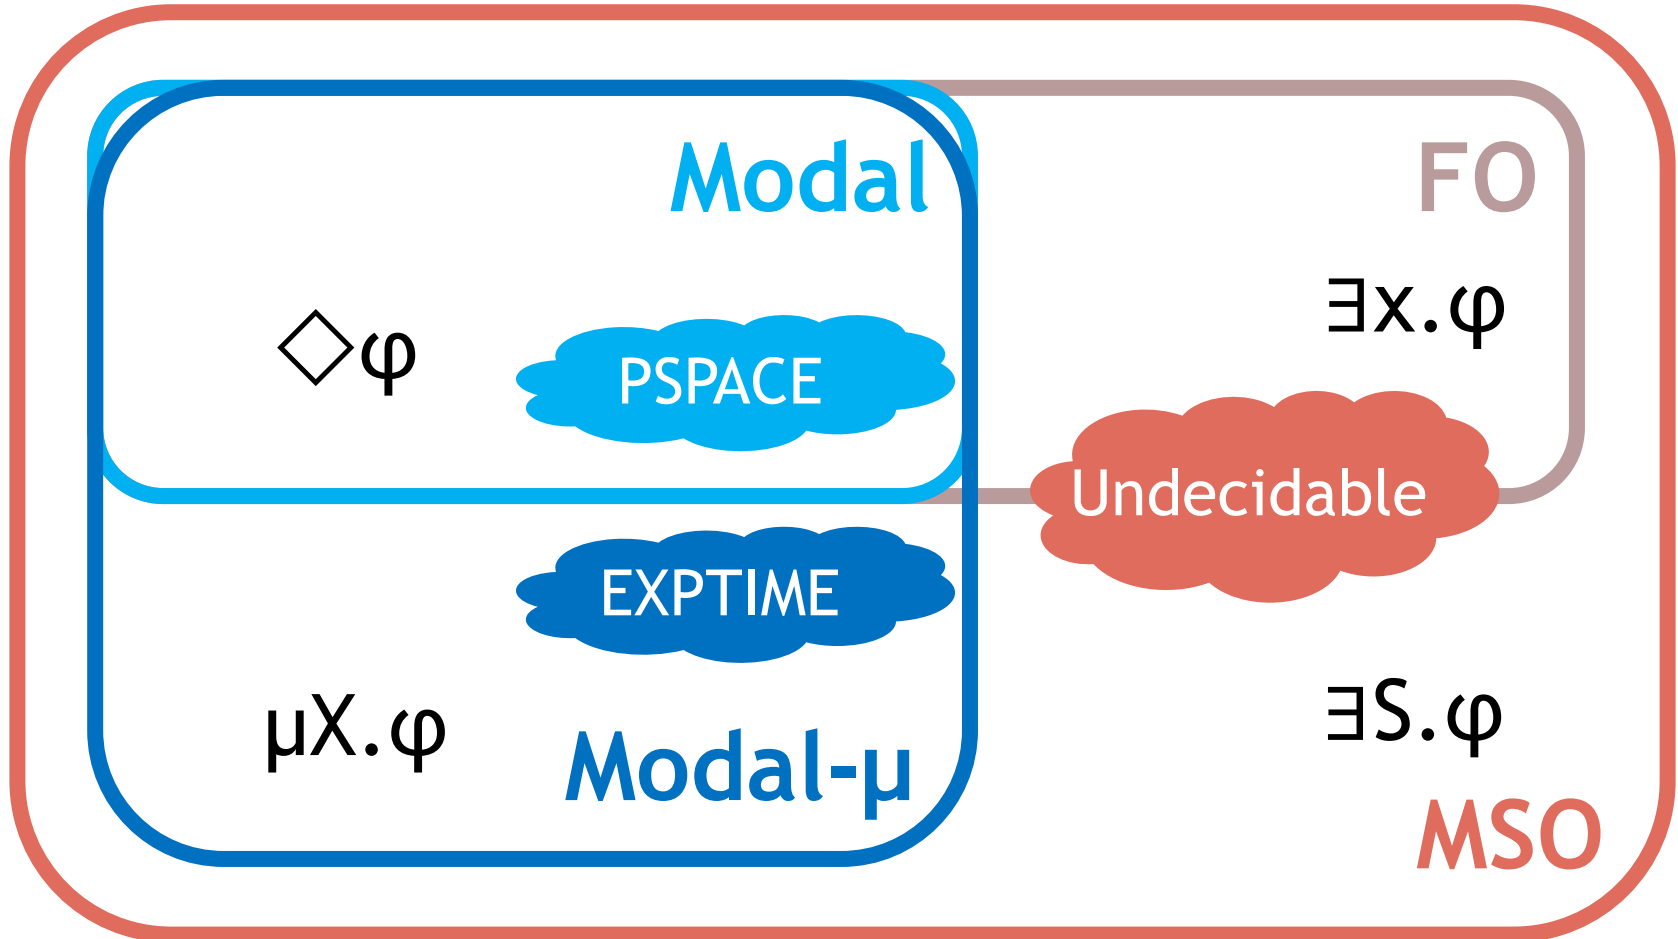 Modal
FO
◇φ
∃x.φ
PSPACE
Undecidable
EXPTIME
μX.φ
∃S.φ
Modal-μ
MSO